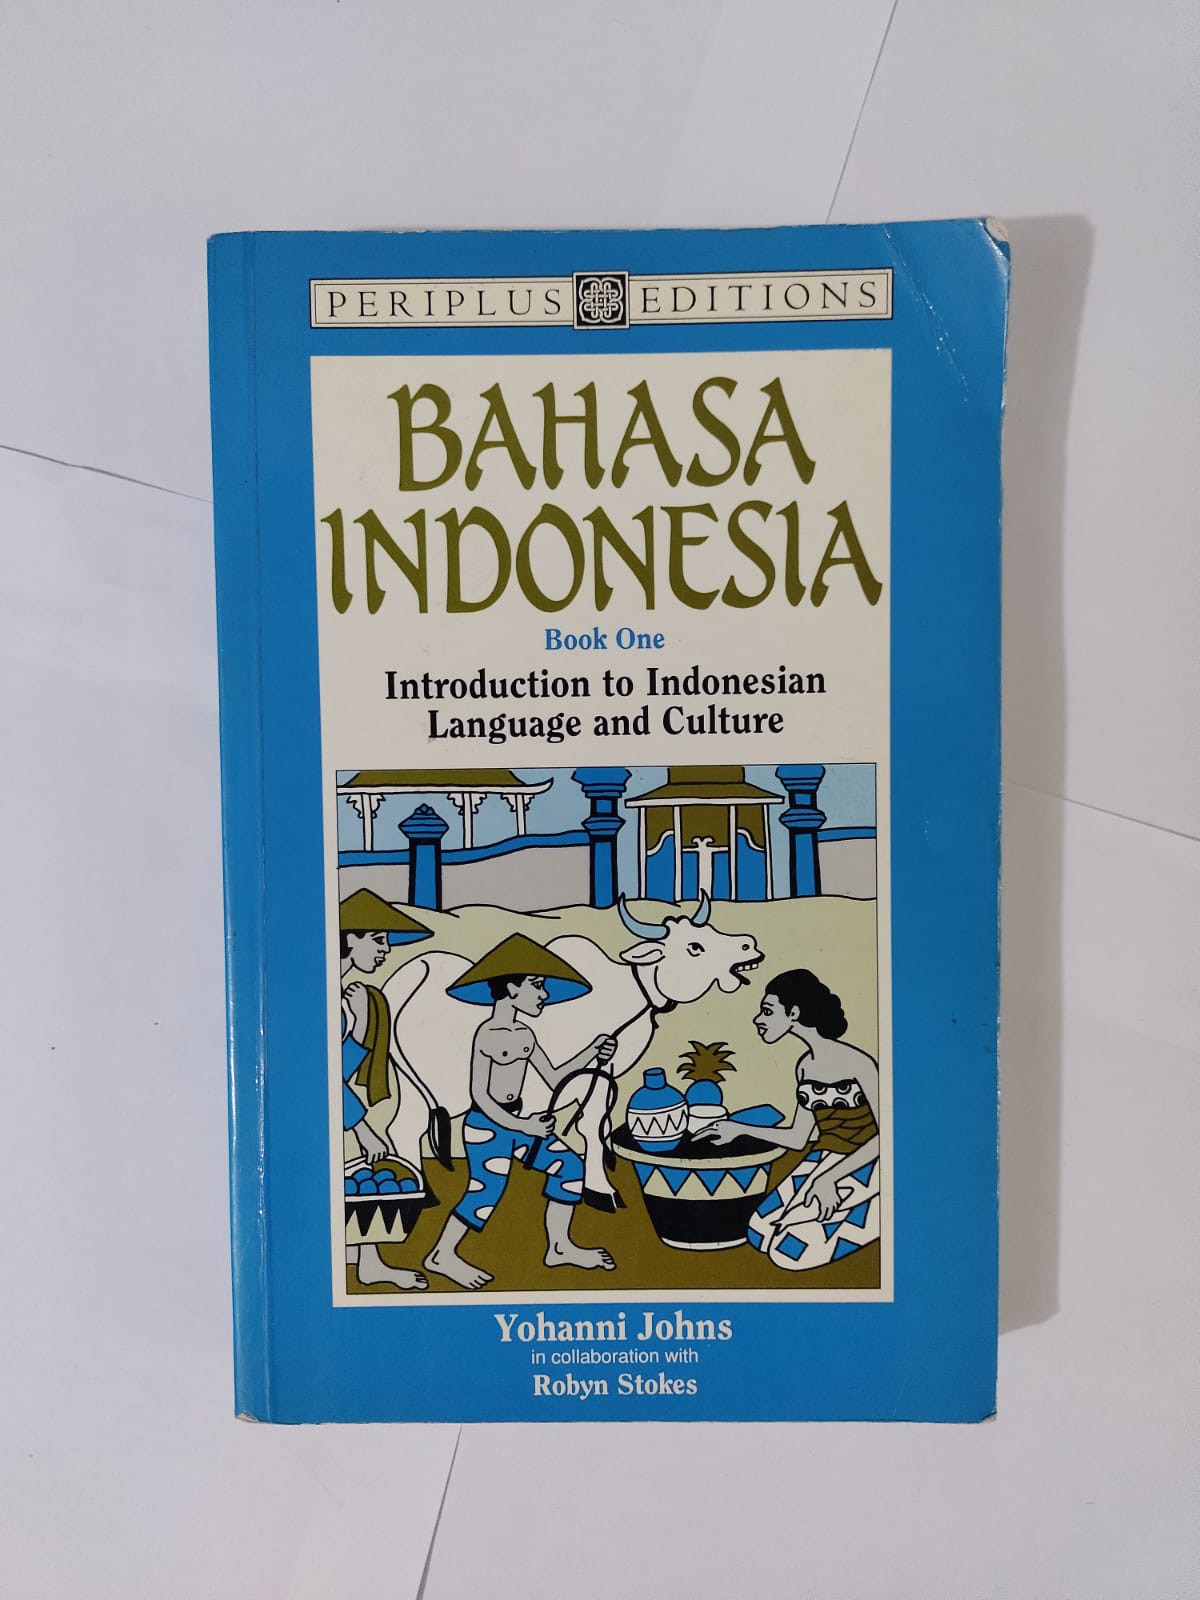 PERIPLUS EDITIONS
BAHASA
INDONESIA
Book One
Introduction to Indonesian
Language and Culture
Yohanni Johns
in collaboration with
Robyn Stokes